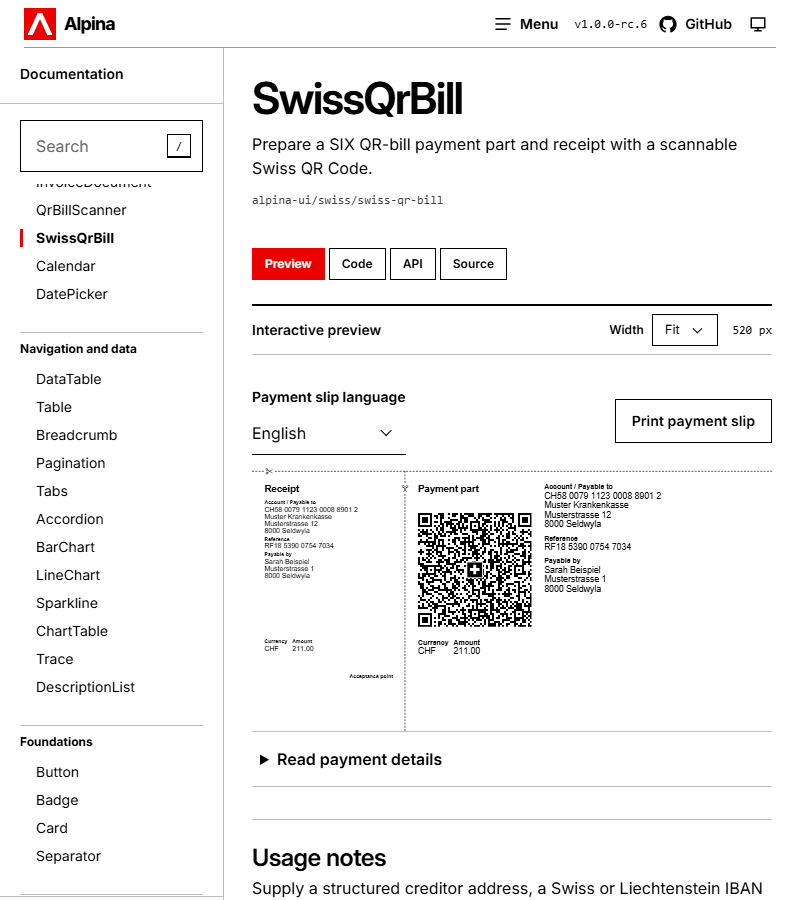 Alpina
Menu
v1.0.0-rc.6
GitHub
Documentation
Search
/
InvoiceDocument
QrBillScanner
SwissQrBill
Calendar
DatePicker
Navigation and data
DataTable
Table
Breadcrumb
Pagination
Tabs
Accordion
BarChart
LineChart
Sparkline
ChartTable
Trace
DescriptionList
Foundations
Button
Badge
Card
Separator
SwissQrBill
Prepare a SIX QR-bill payment part and receipt with a scannable
Swiss QR Code.
alpina-ui/swiss/swiss-qr-bill
Preview
Code
API
Source
Interactive preview
Width
Fit
520 px
Payment slip language
English
Print payment slip
Receipt
Account / Payable to
CH58 0079 1123 0008 8901 2
Muster Krankenkasse
Musterstrasse 12
8000 Seldwyla
Reference
RF18 5390 0754 7034
Payable by
Sarah Beispiel
Musterstrasse 1
8000 Seldwyla
Currency Amount
CHF 211.00
Acceptance point
Payment part
Currency Amount
CHF 211.00
Account / Payable to
CH58 0079 1123 0008 8901 2
Muster Krankenkasse
Musterstrasse 12
8000 Seldwyla
Reference
RF18 5390 0754 7034
Payable by
Sarah Beispiel
Musterstrasse 1
8000 Seldwyla
Read payment details
Usage notes
Supply a structured creditor address, a Swiss or Liechtenstein IBAN